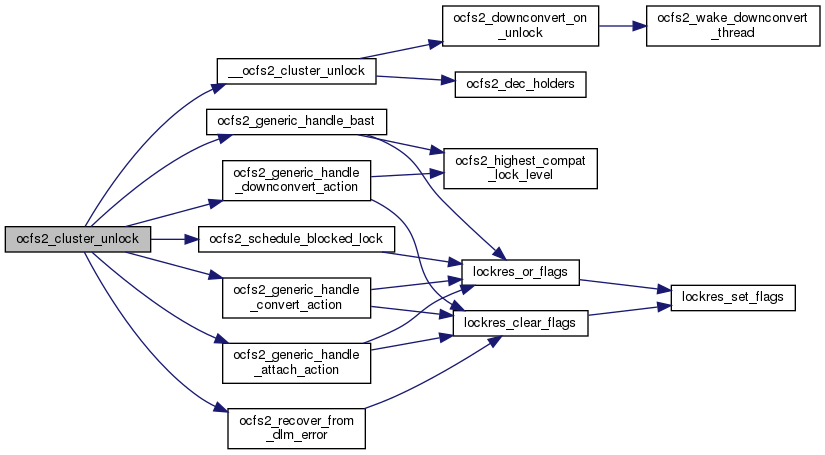 ocfs2_downconvert_on
_unlock
ocfs2_wake_downconvert
_thread
__ocfs2_cluster_unlock
ocfs2_dec_holders
ocfs2_generic_handle_bast
ocfs2_highest_compat
_lock_level
ocfs2_generic_handle
_downconvert_action
ocfs2_cluster_unlock
ocfs2_schedule_blocked_lock
lockres_or_flags
ocfs2_generic_handle
_convert_action
lockres_set_flags
lockres_clear_flags
ocfs2_generic_handle
_attach_action
ocfs2_recover_from
_dlm_error